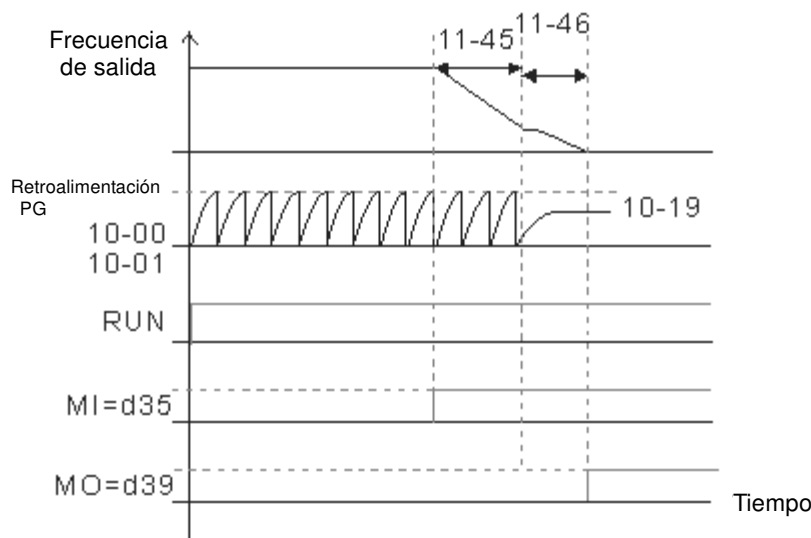 Frecuencia
de salida
11-45
11-46
Retroalimentación
PG
10-00
10-01
10-19
RUN
MI=d35
MO=d39
Tiempo